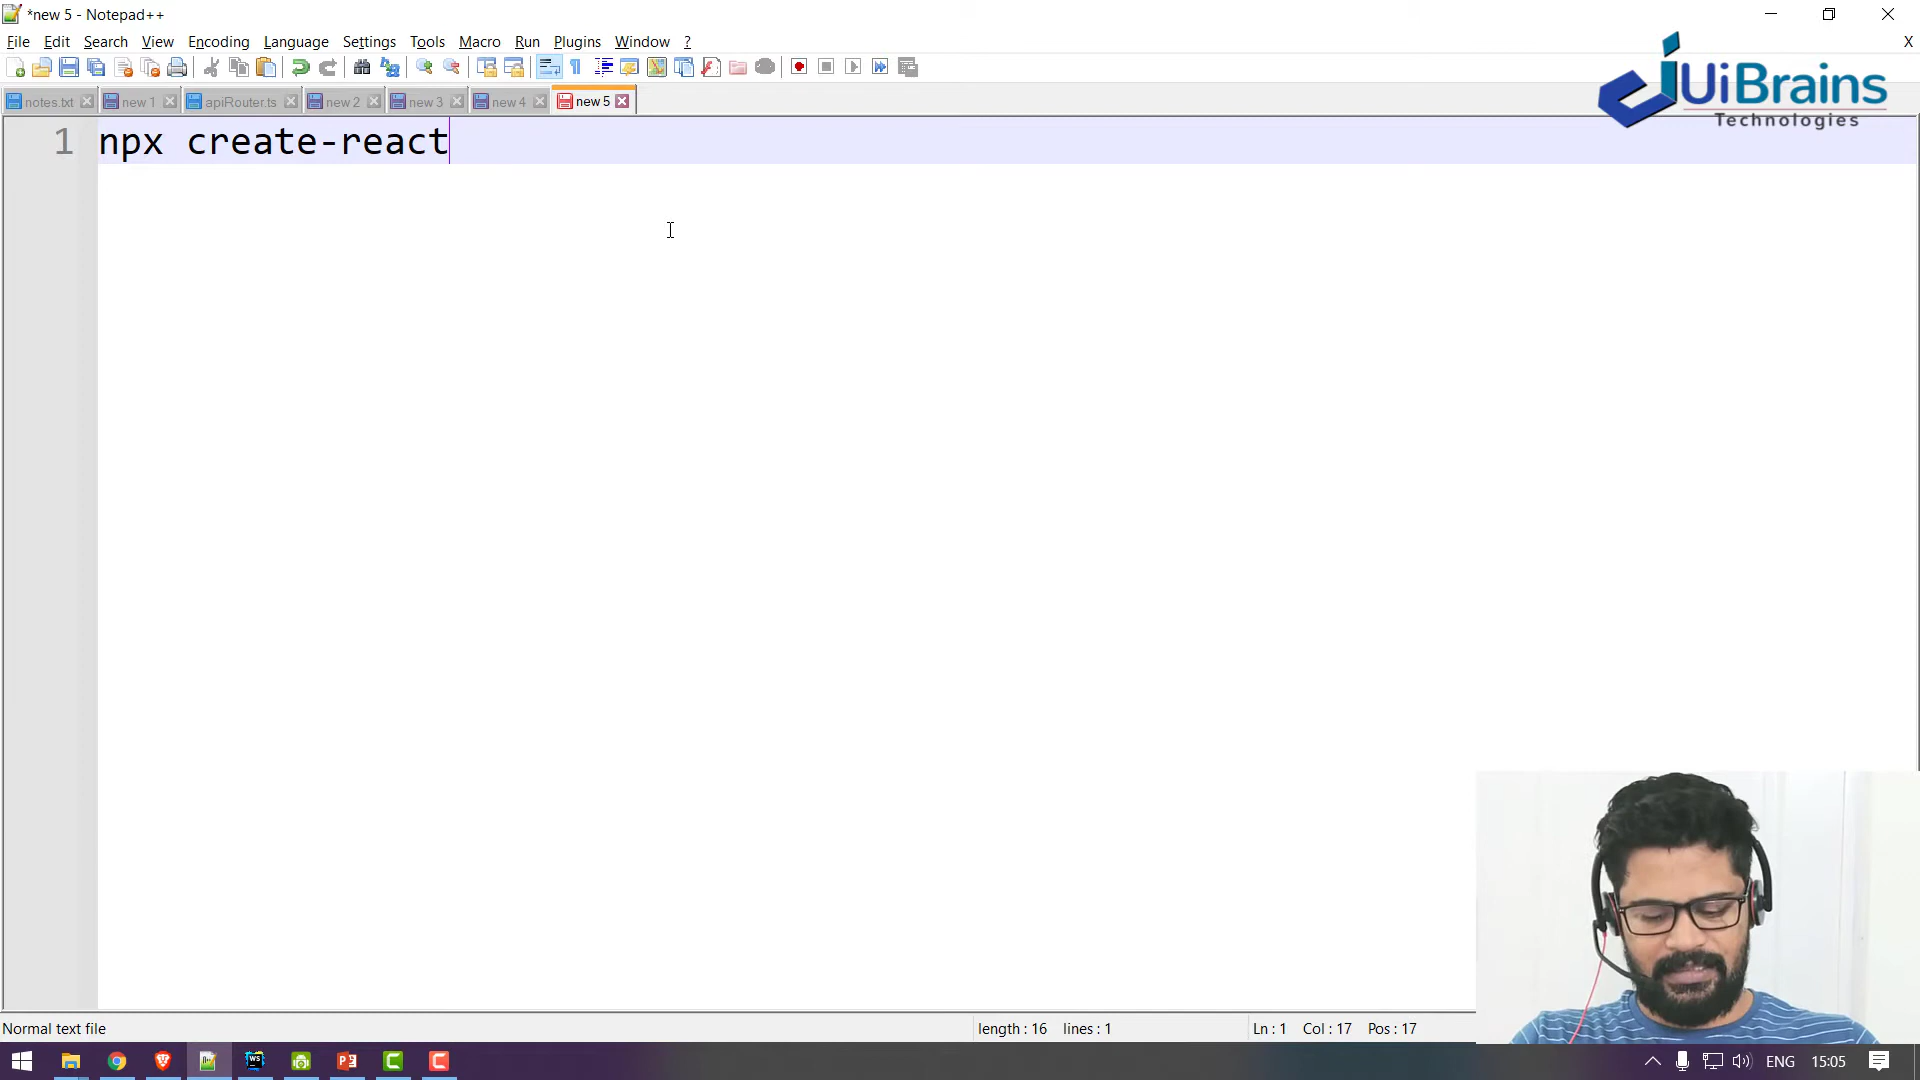 *new 5 - Notepad++
File Edit Search View Encoding Language Settings Tools Macro Run Plugins Window ? X
UiBrains
Technologies
notes.txt new 1 apiRouter.ts new 2 new 3 new 4 new 5
1 npx create-react
Normal text file length : 16 lines : 1 Ln : 1 Col : 17 Pos : 17
WS
ENG 15:05